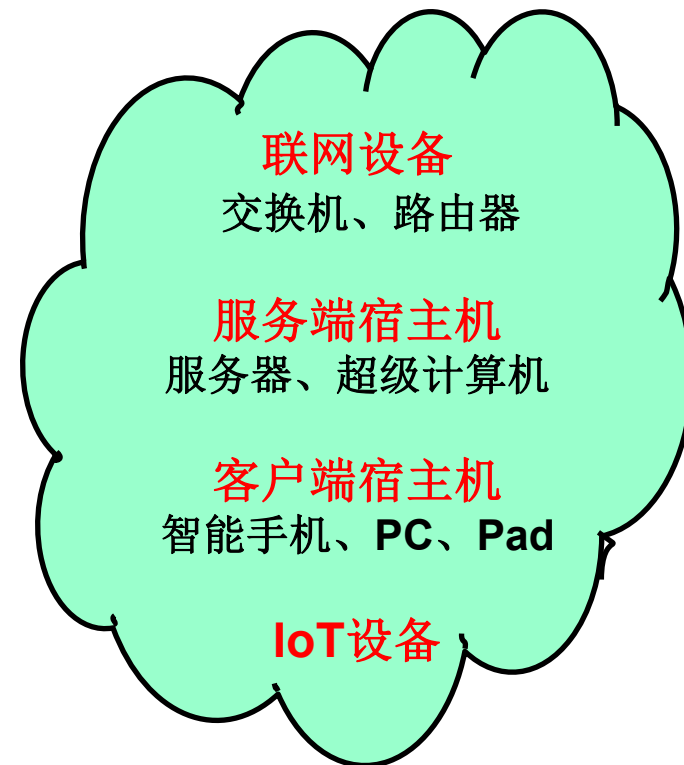 联网设备
交换机、路由器
服务端宿主机
服务器、超级计算机
客户端宿主机
智能手机、PC、Pad
IoT设备